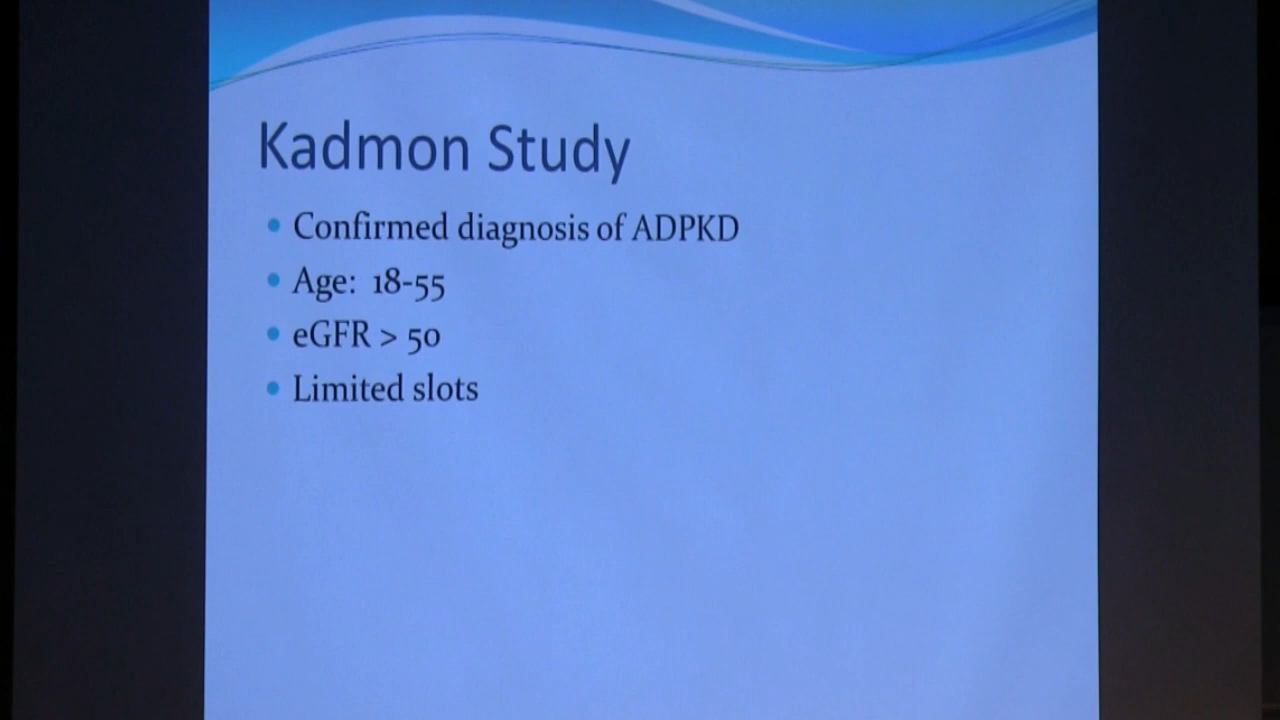 Kadmon Study
Confirmed diagnosis of ADPKD
Age: 18-55
eGFR > 50
Limited slots